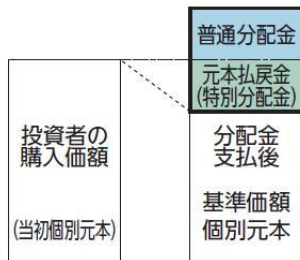 普通分配金
元本払戻金
(特別分配金)
投資者の
購入価額
(当初個別元本)
分配金
支払後
基準価額
個別元本